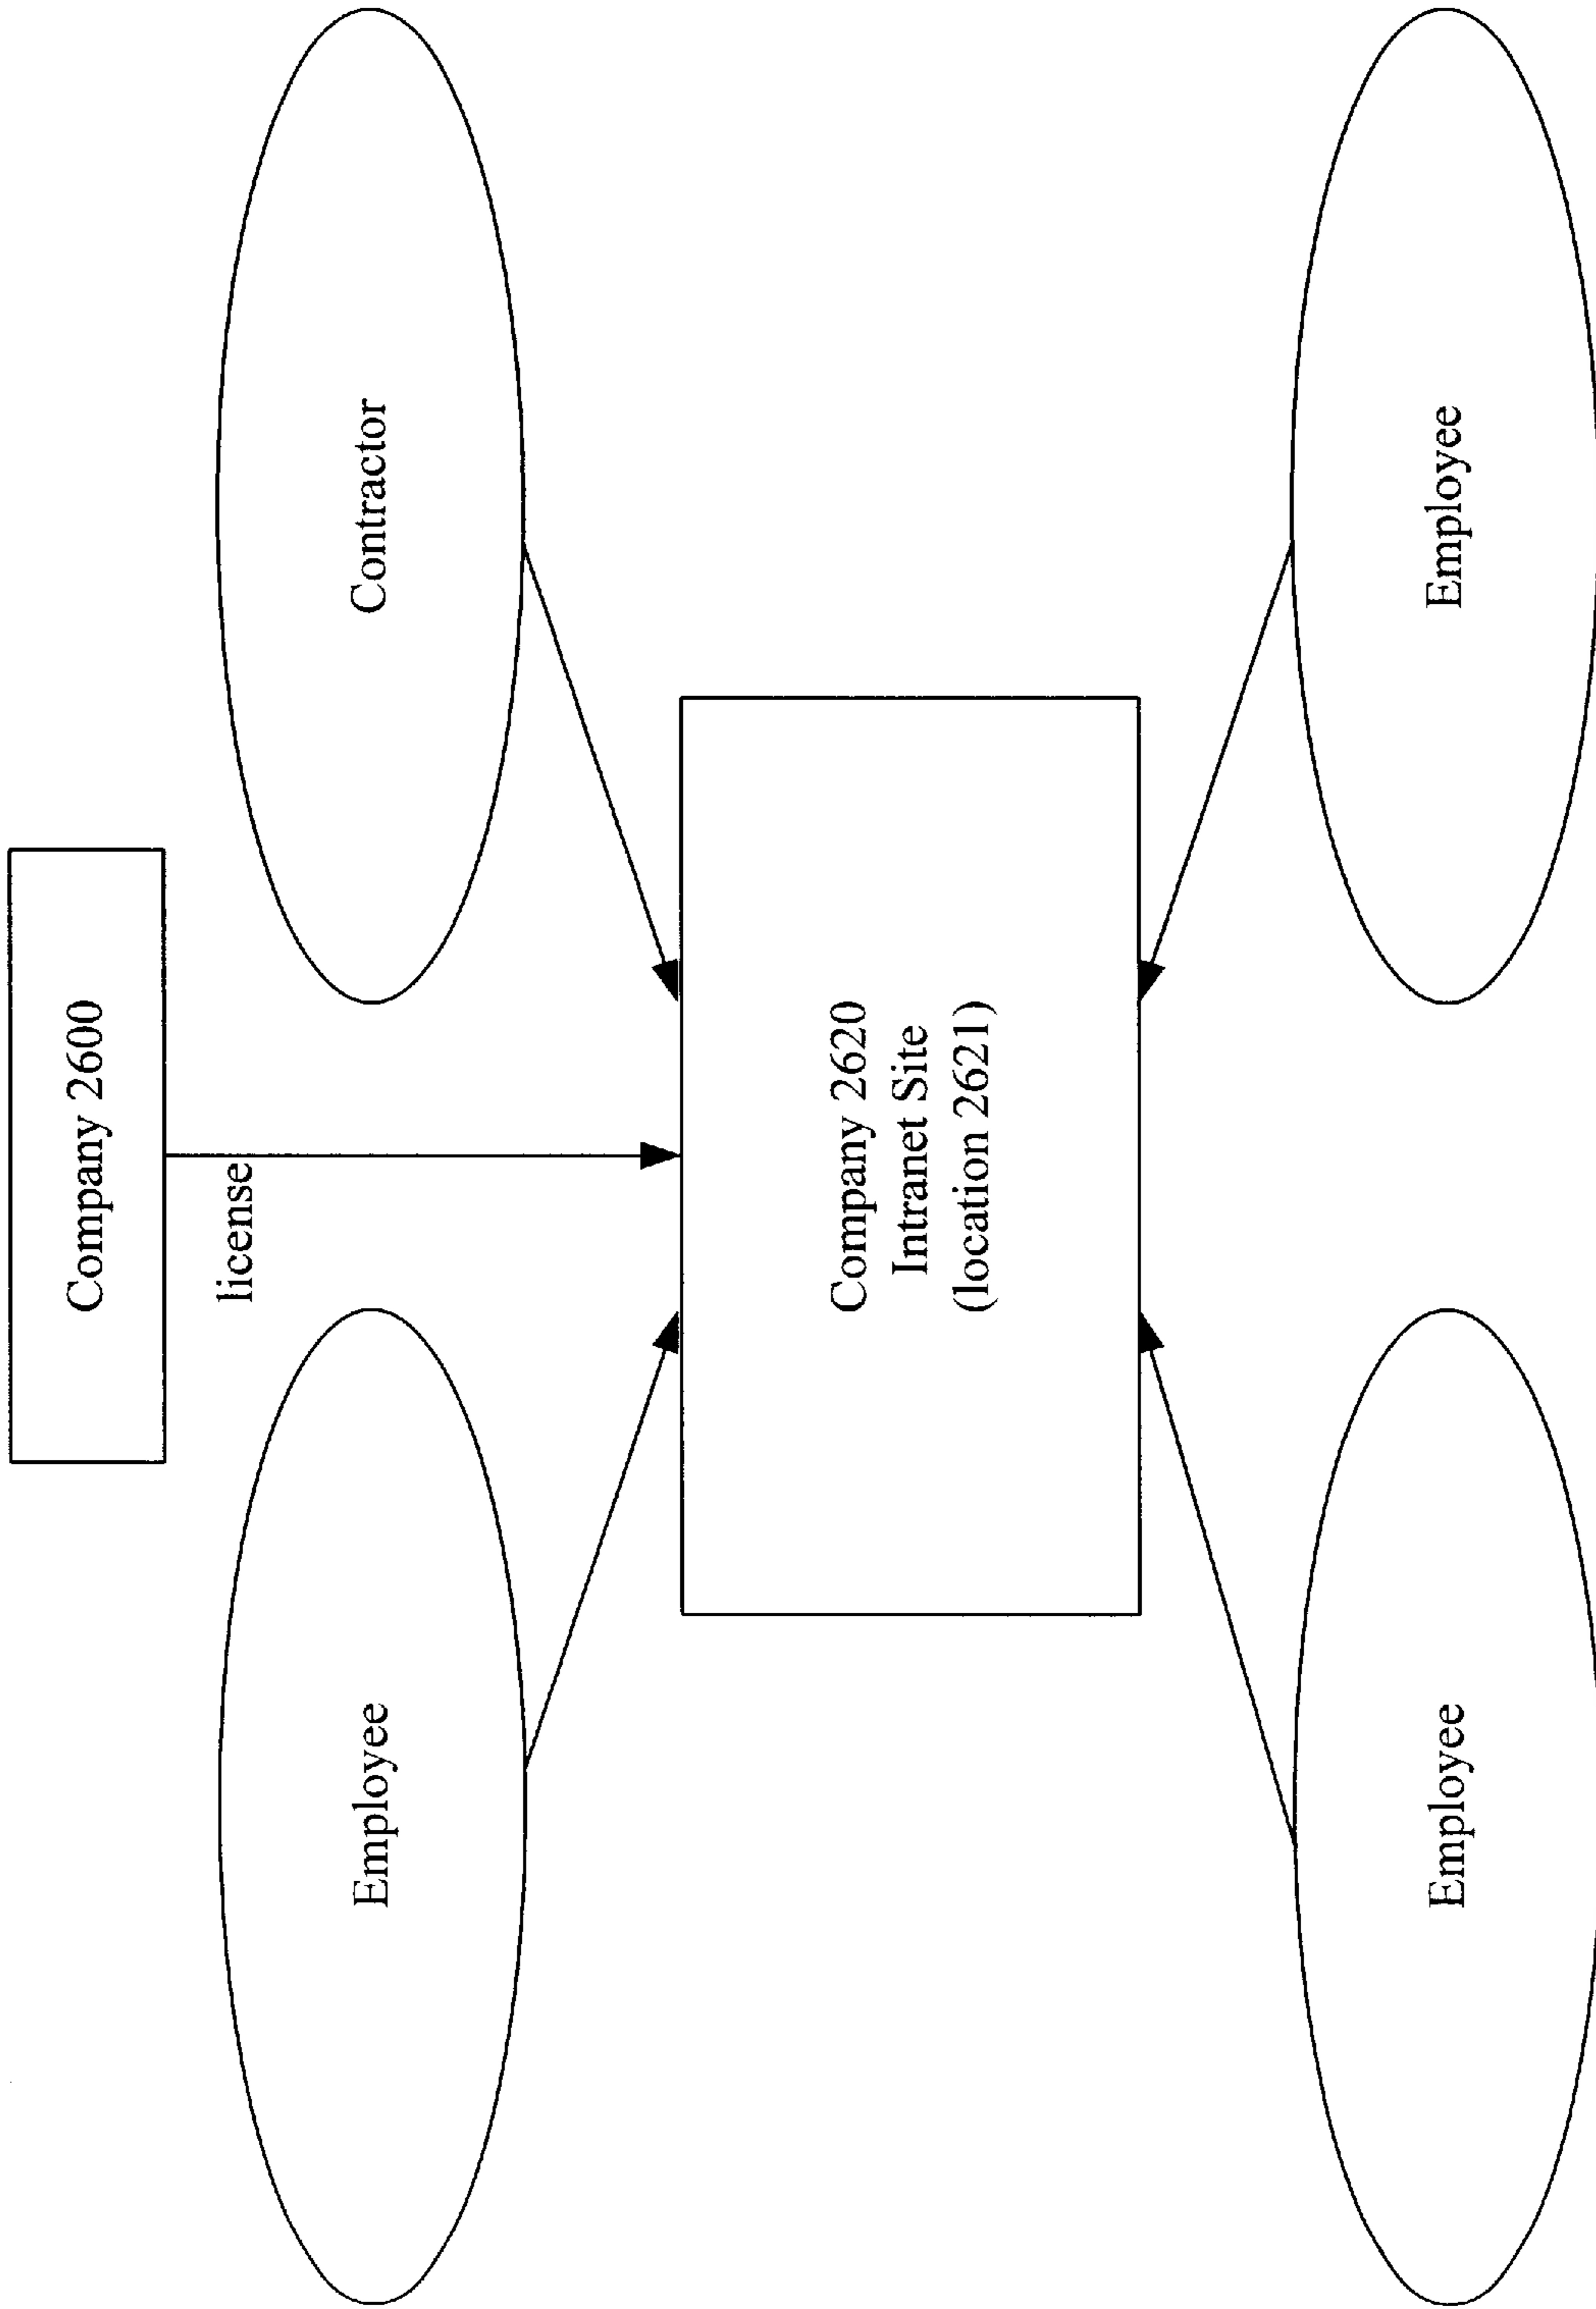 Company 2600
license
Employee
Contractor
Company 2620
Intranet Site
(location 2621)
Employee
Employee